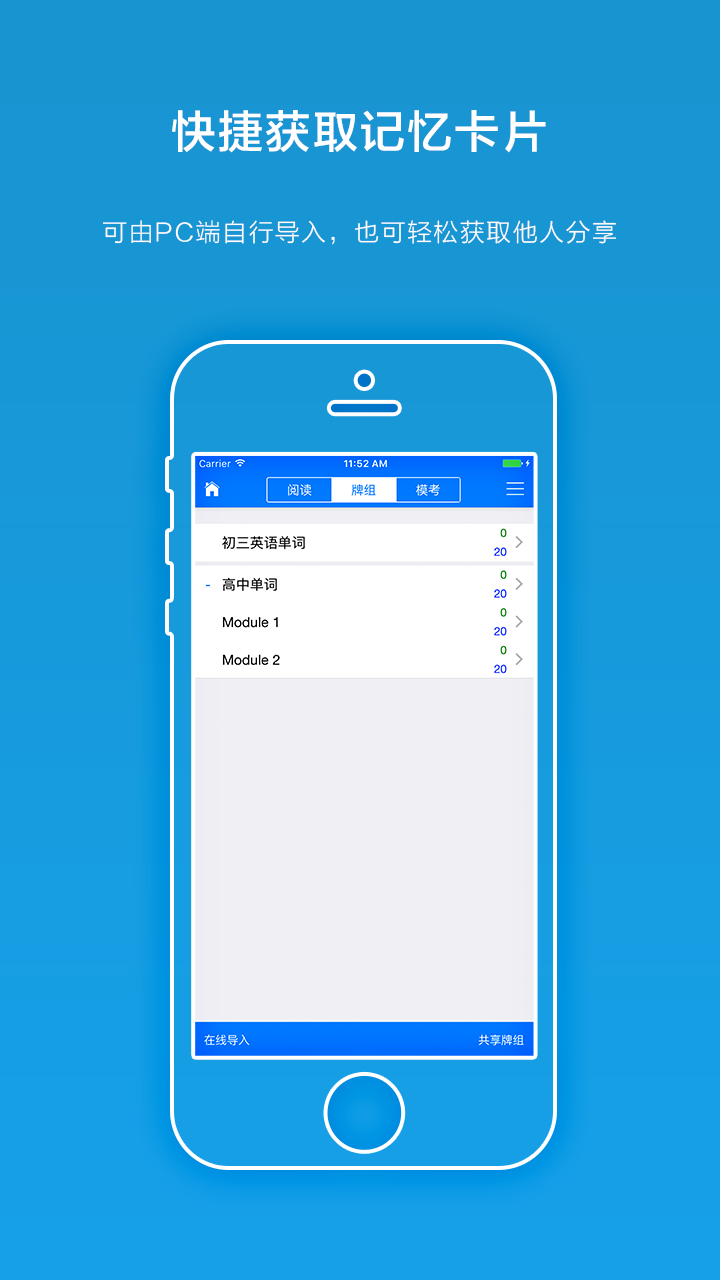 快捷获取记忆卡片
可由PC端自行导入，也可轻松获取他人分享
Carrier 11:52 AM
阅读 牌组 模考
初三英语单词 0 20
- 高中单词 0 20
Module 1 0 20
Module 2 0 20
在线导入 共享牌组